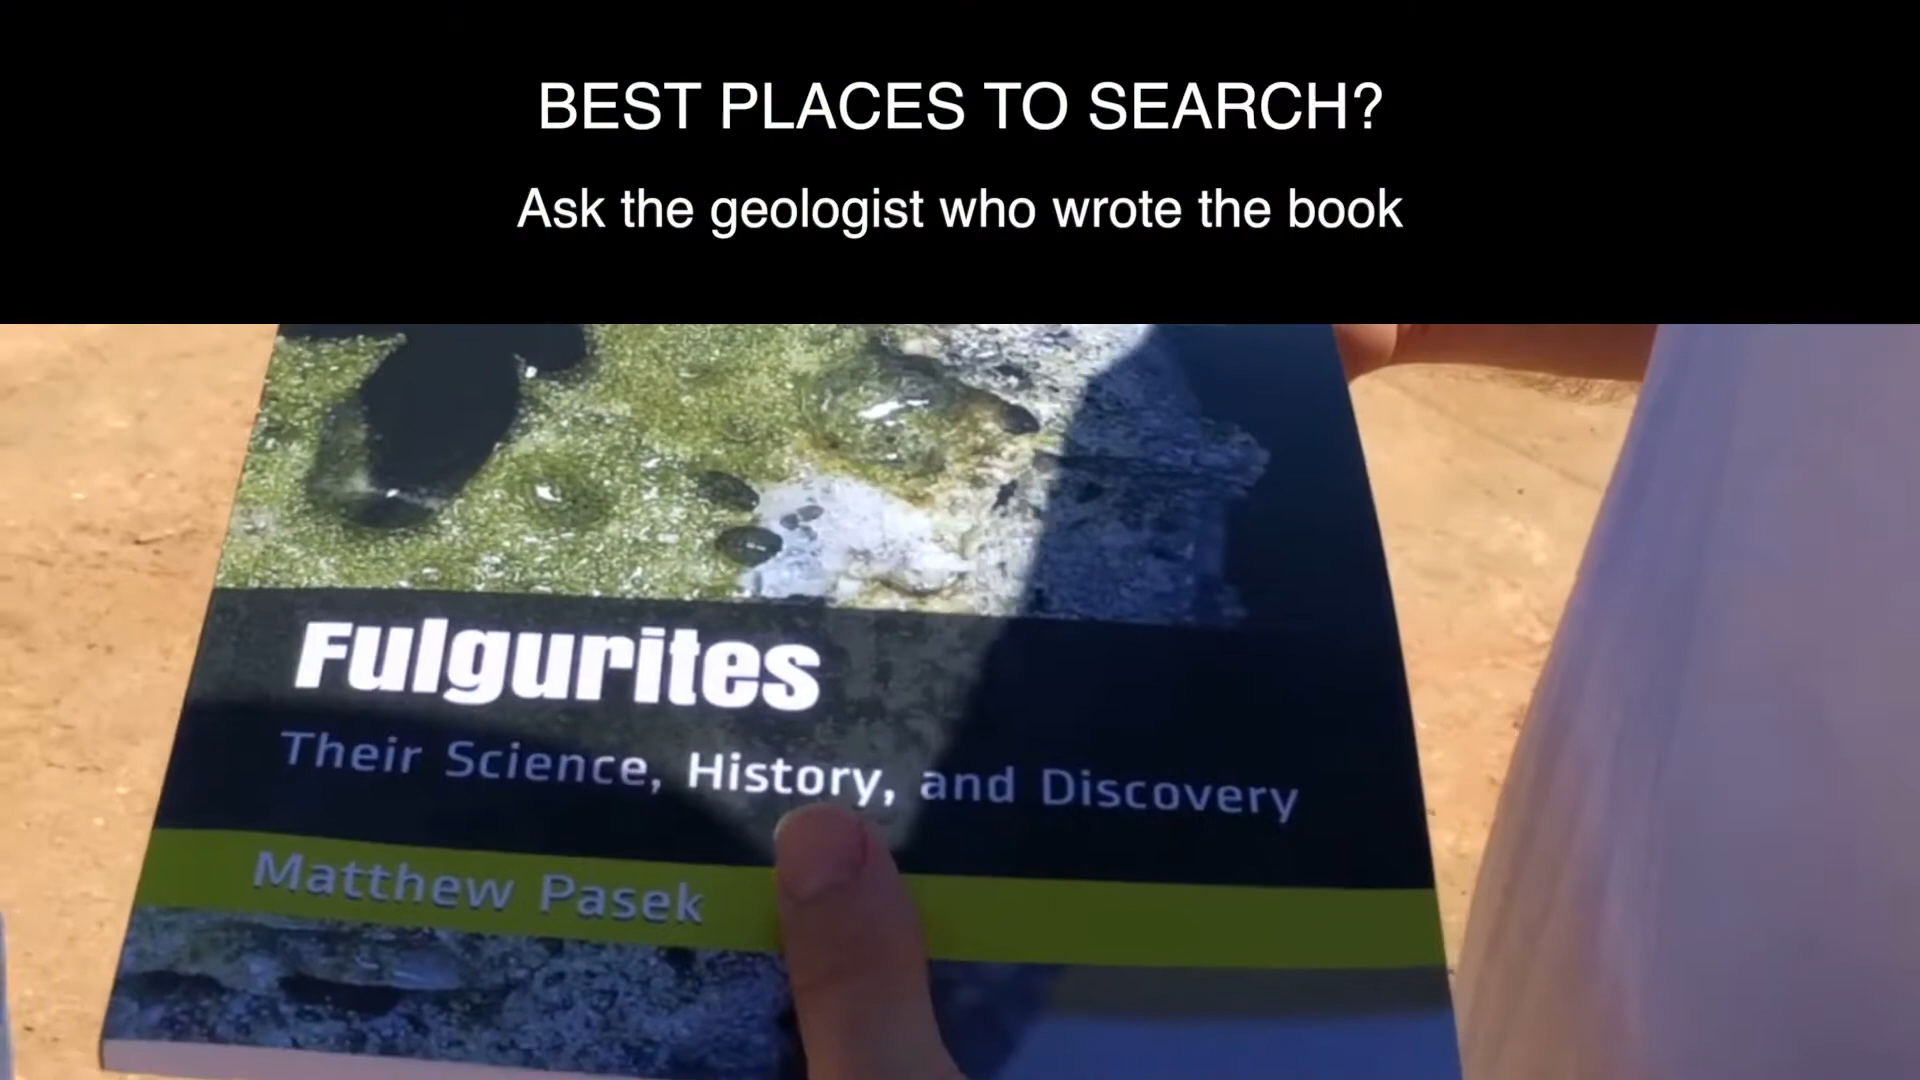 BEST PLACES TO SEARCH?
Ask the geologist who wrote the book
Fulgurites
Their Science, History, and Discovery
Matthew Pasek